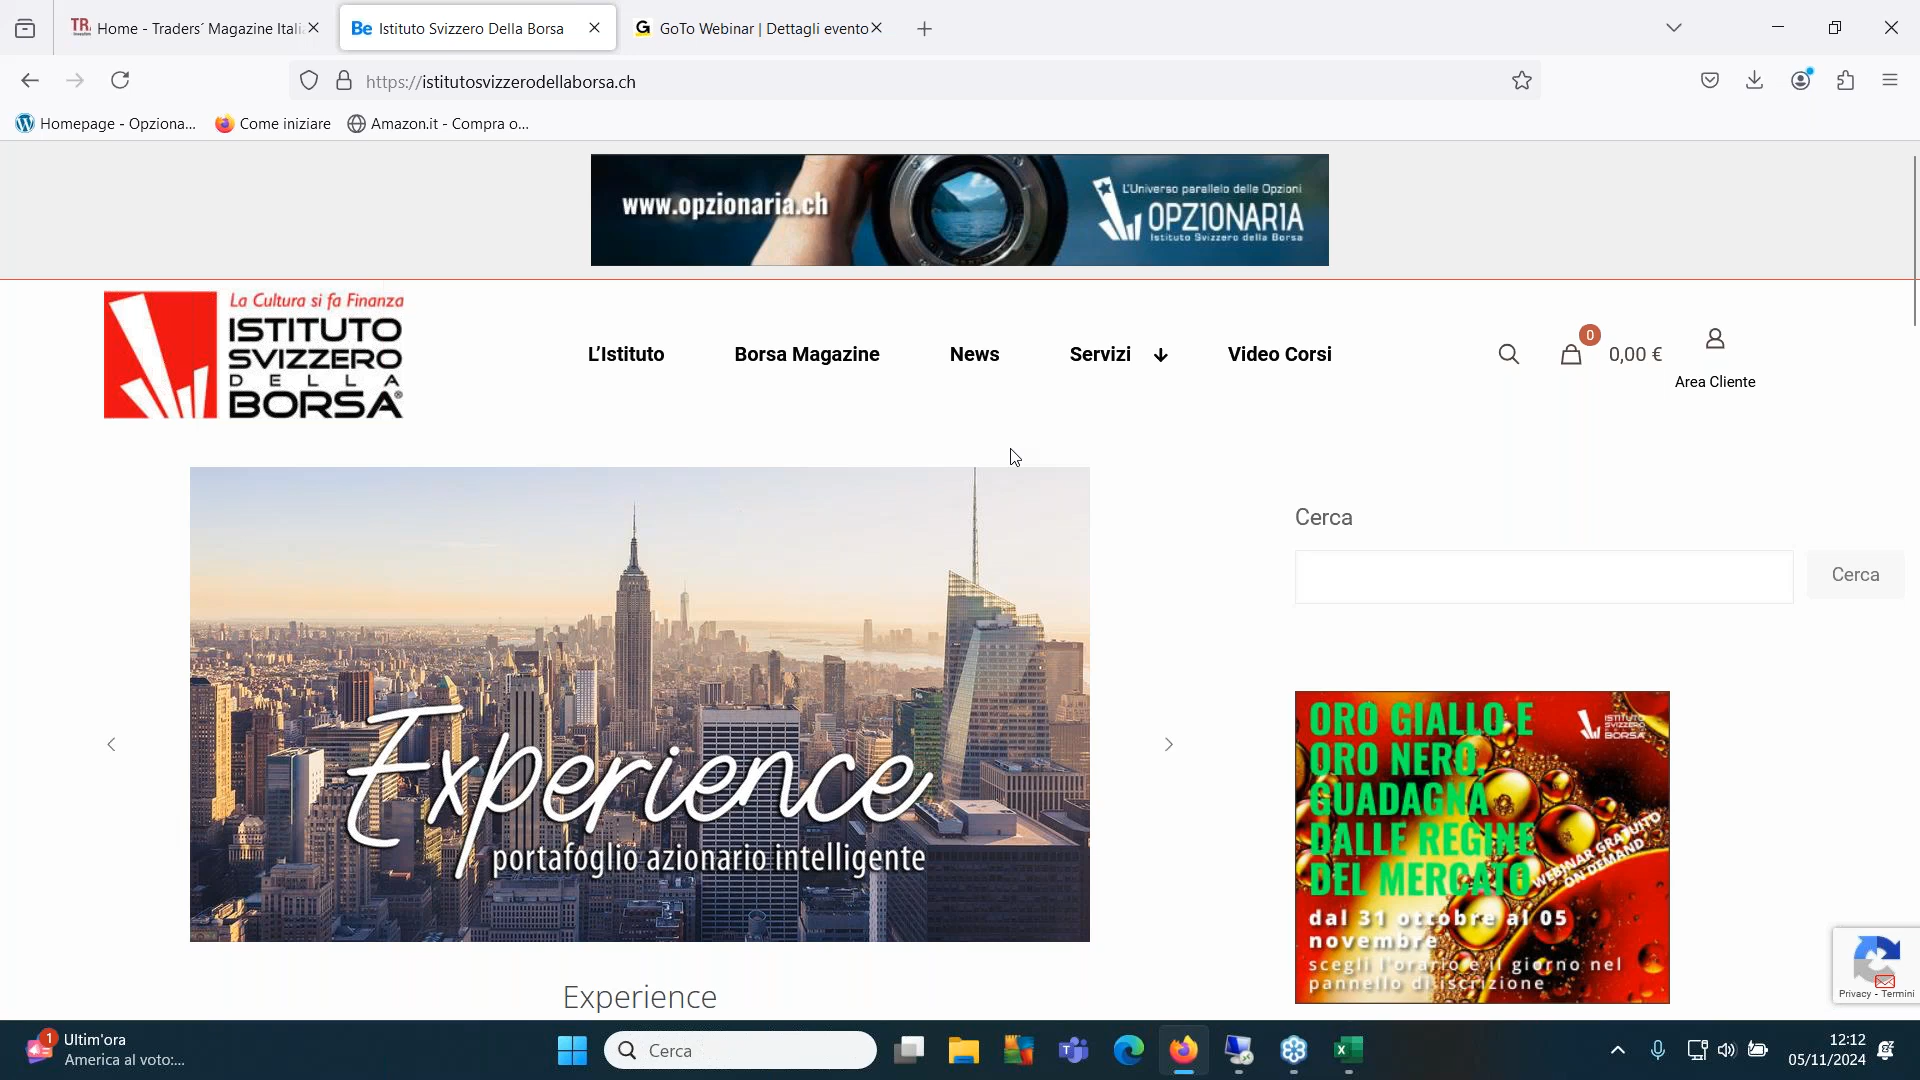 Home - Traders´ Magazine Itali
Be Istituto Svizzero Della Borsa
GoTo Webinar | Dettagli evento
https://istitutosvizzerodellaborsa.ch
Homepage - Opziona...
Come iniziare
Amazon.it - Compra o...
www.opzionaria.ch
L'Universo parallelo delle Opzioni
OPZIONARIA
Istituto Svizzero della Borsa
La Cultura si fa Finanza
ISTITUTO
SVIZZERO
DELLA
BORSA®
L'Istituto
Borsa Magazine
News
Servizi
Video Corsi
0
0,00 €
Area Cliente
Experience
portafoglio azionario intelligente
Experience
Cerca
Cerca
ORO GIALLO E
ORO NERO,
GUADAGNA
DALLE REGINE
DEL MERCATO
ISTITUTO
SVIZZERO
BORSA
WEBINAR GRATUITO
ON DEMAND
dal 31 ottobre al 05
novembre
scegli l'orario e il giorno nel
pannello di iscrizione
Privacy - Termini
1
Ultim'ora
America al voto:...
Cerca
12:12
05/11/2024